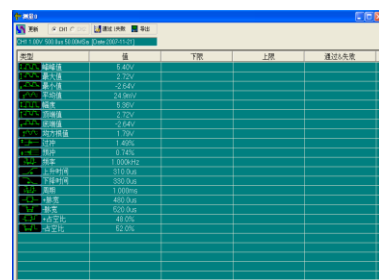 测量0
更新 CH1 通过\失败 导出
CH1 1.00V 500.0us 50.00MSa [Date:2007-11-21]
类型 值 下限 上限 通过&失败
峰峰值 5.40V
最大值 2.72V
最小值 -2.64V
平均值 24.9mV
幅度 5.36V
顶端值 2.72V
底端值 -2.64V
均方根值 1.79V
过冲 1.49%
预冲 0.74%
频率 1.000kHz
上升时间 310.0us
下降时间 330.0us
周期 1.000ms
+脉宽 480.0us
-脉宽 520.0us
+占空比 48.0%
-占空比 52.0%